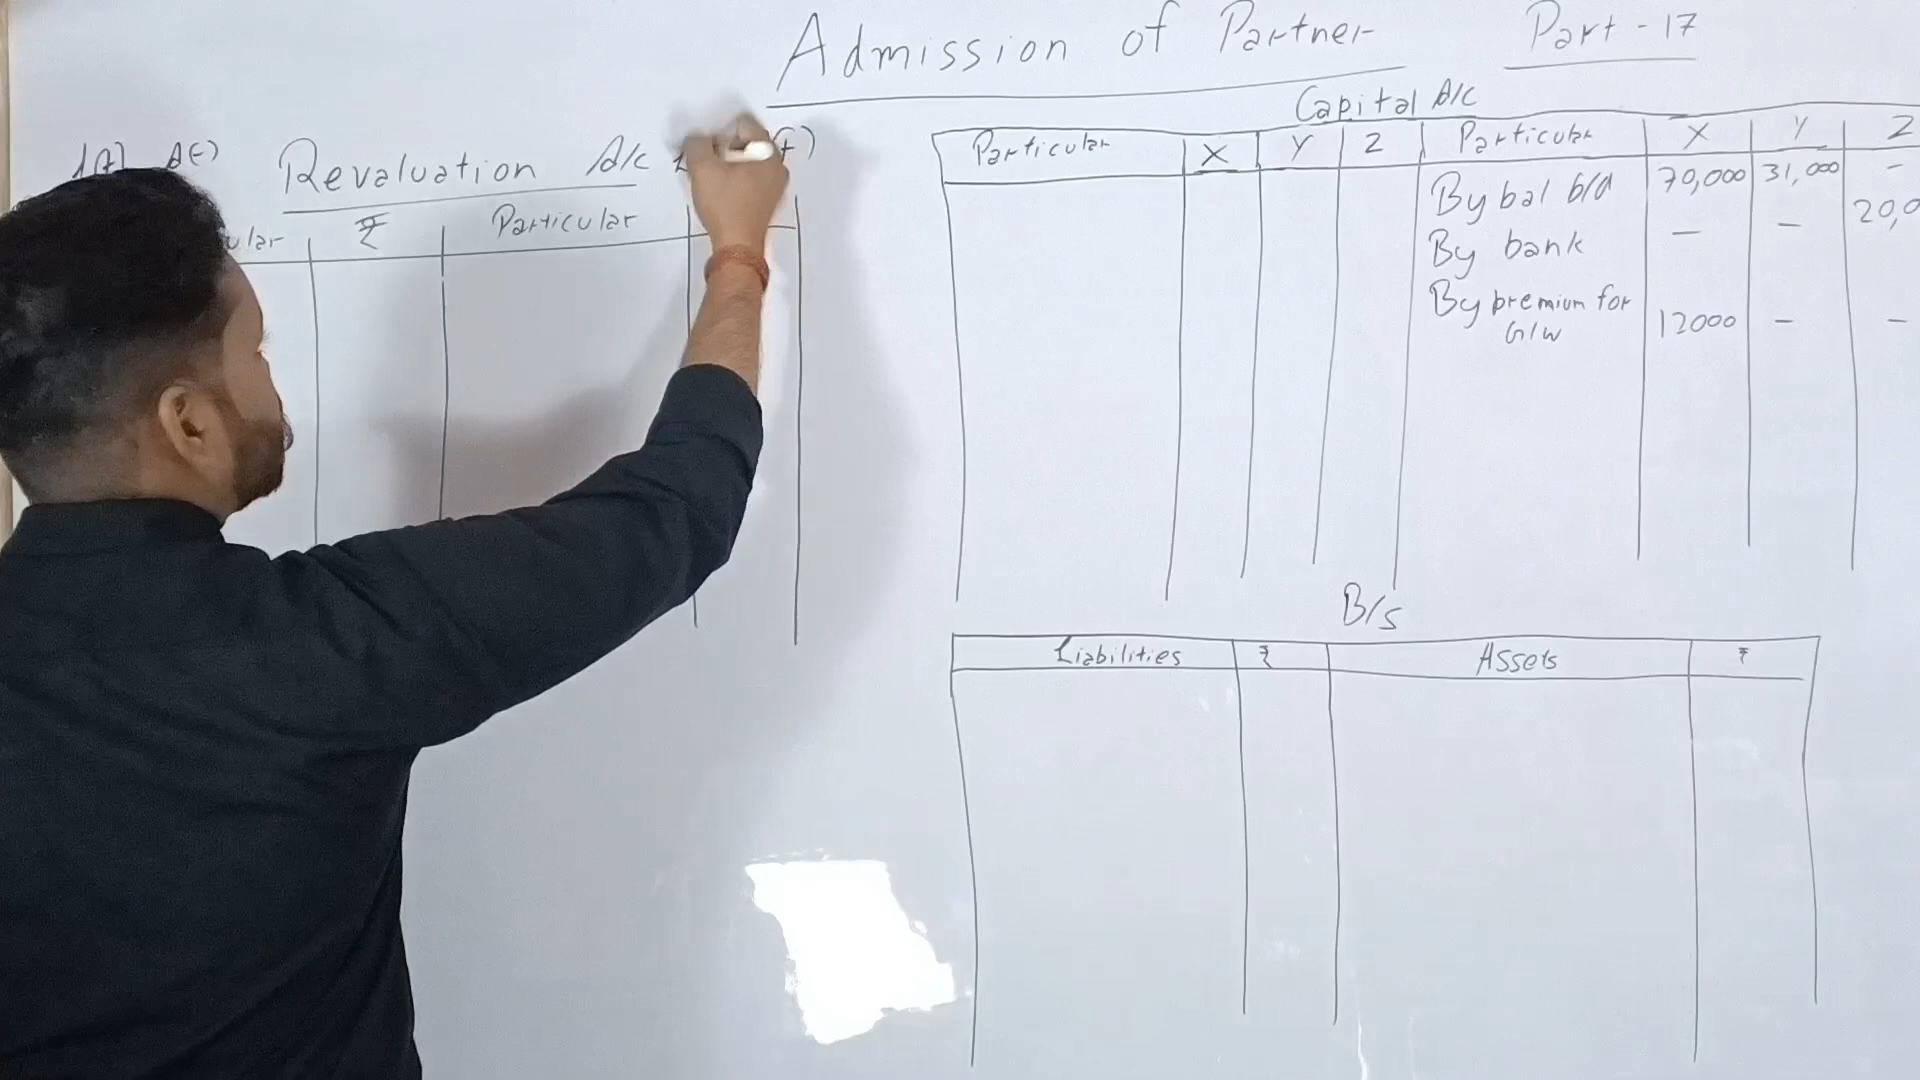 Admission of Partner Part - 17
A(-)
Revaluation A/c
₹ Particular
Capital A/c
Particular X Y Z Particular X Y Z
By bal b/d 70,000 31,000 -
By bank - - 20,0
By premium for
G/W 12000 - -
B/s
Liabilities ₹ Assets ₹